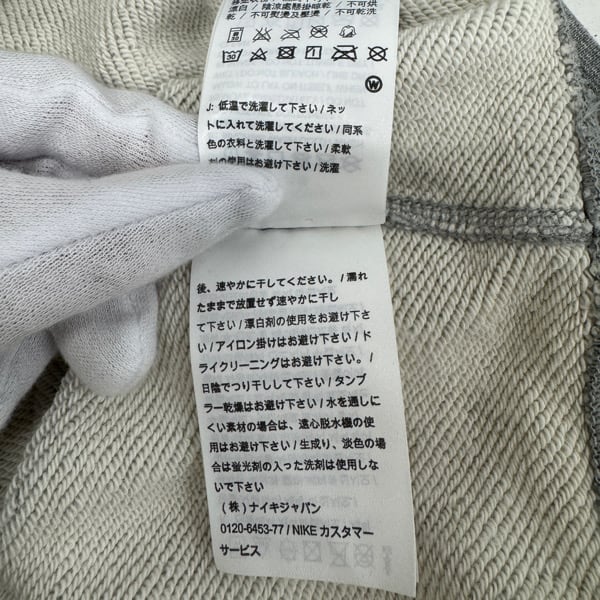 漂白 / 陰涼處懸掛晾乾 / 不可烘
乾 / 不可熨燙及壓燙 / 不可乾洗
30
J: 低温で洗濯して下さい / ネッ
トに入れて洗濯してください / 同系
色の衣料と洗濯して下さい / 柔軟
剤の使用はお避け下さい / 洗濯
後、速やかに干してください。/ 濡れ
たままで放置せず速やかに干し
て下さい / 漂白剤の使用をお避け下さ
い / アイロン掛けはお避け下さい / ド
ライクリーニングはお避け下さい。/
日陰でつり干しして下さい / タンブ
ラー乾燥はお避け下さい / 水を通しに
くい素材の場合は、遠心脱水機の使
用はお避け下さい / 生成り、淡色の場
合は蛍光剤の入った洗剤は使用しな
いで下さい
(株) ナイキジャパン
0120-6453-77 / NIKE カスタマー
サービス